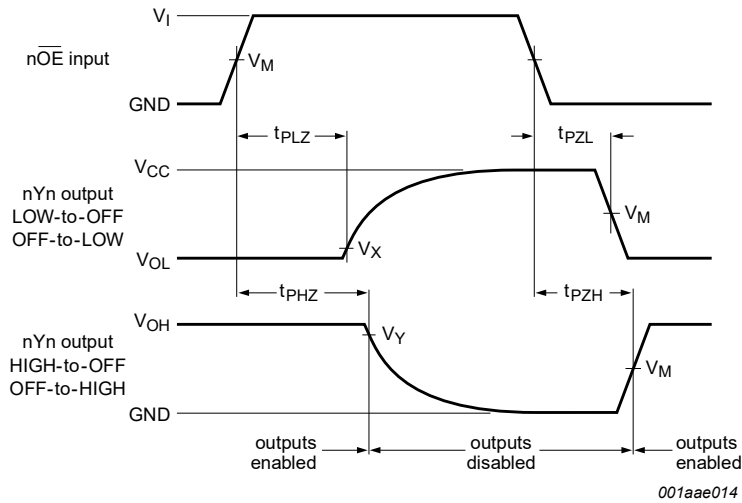 V_I
nOE input
V_M
GND
t_PLZ
t_PZL
V_CC
nYn output
LOW-to-OFF
OFF-to-LOW
V_M
V_X
V_OL
t_PHZ
t_PZH
V_OH
nYn output
HIGH-to-OFF
OFF-to-HIGH
V_Y
V_M
GND
outputs
enabled
outputs
disabled
outputs
enabled
001aae014